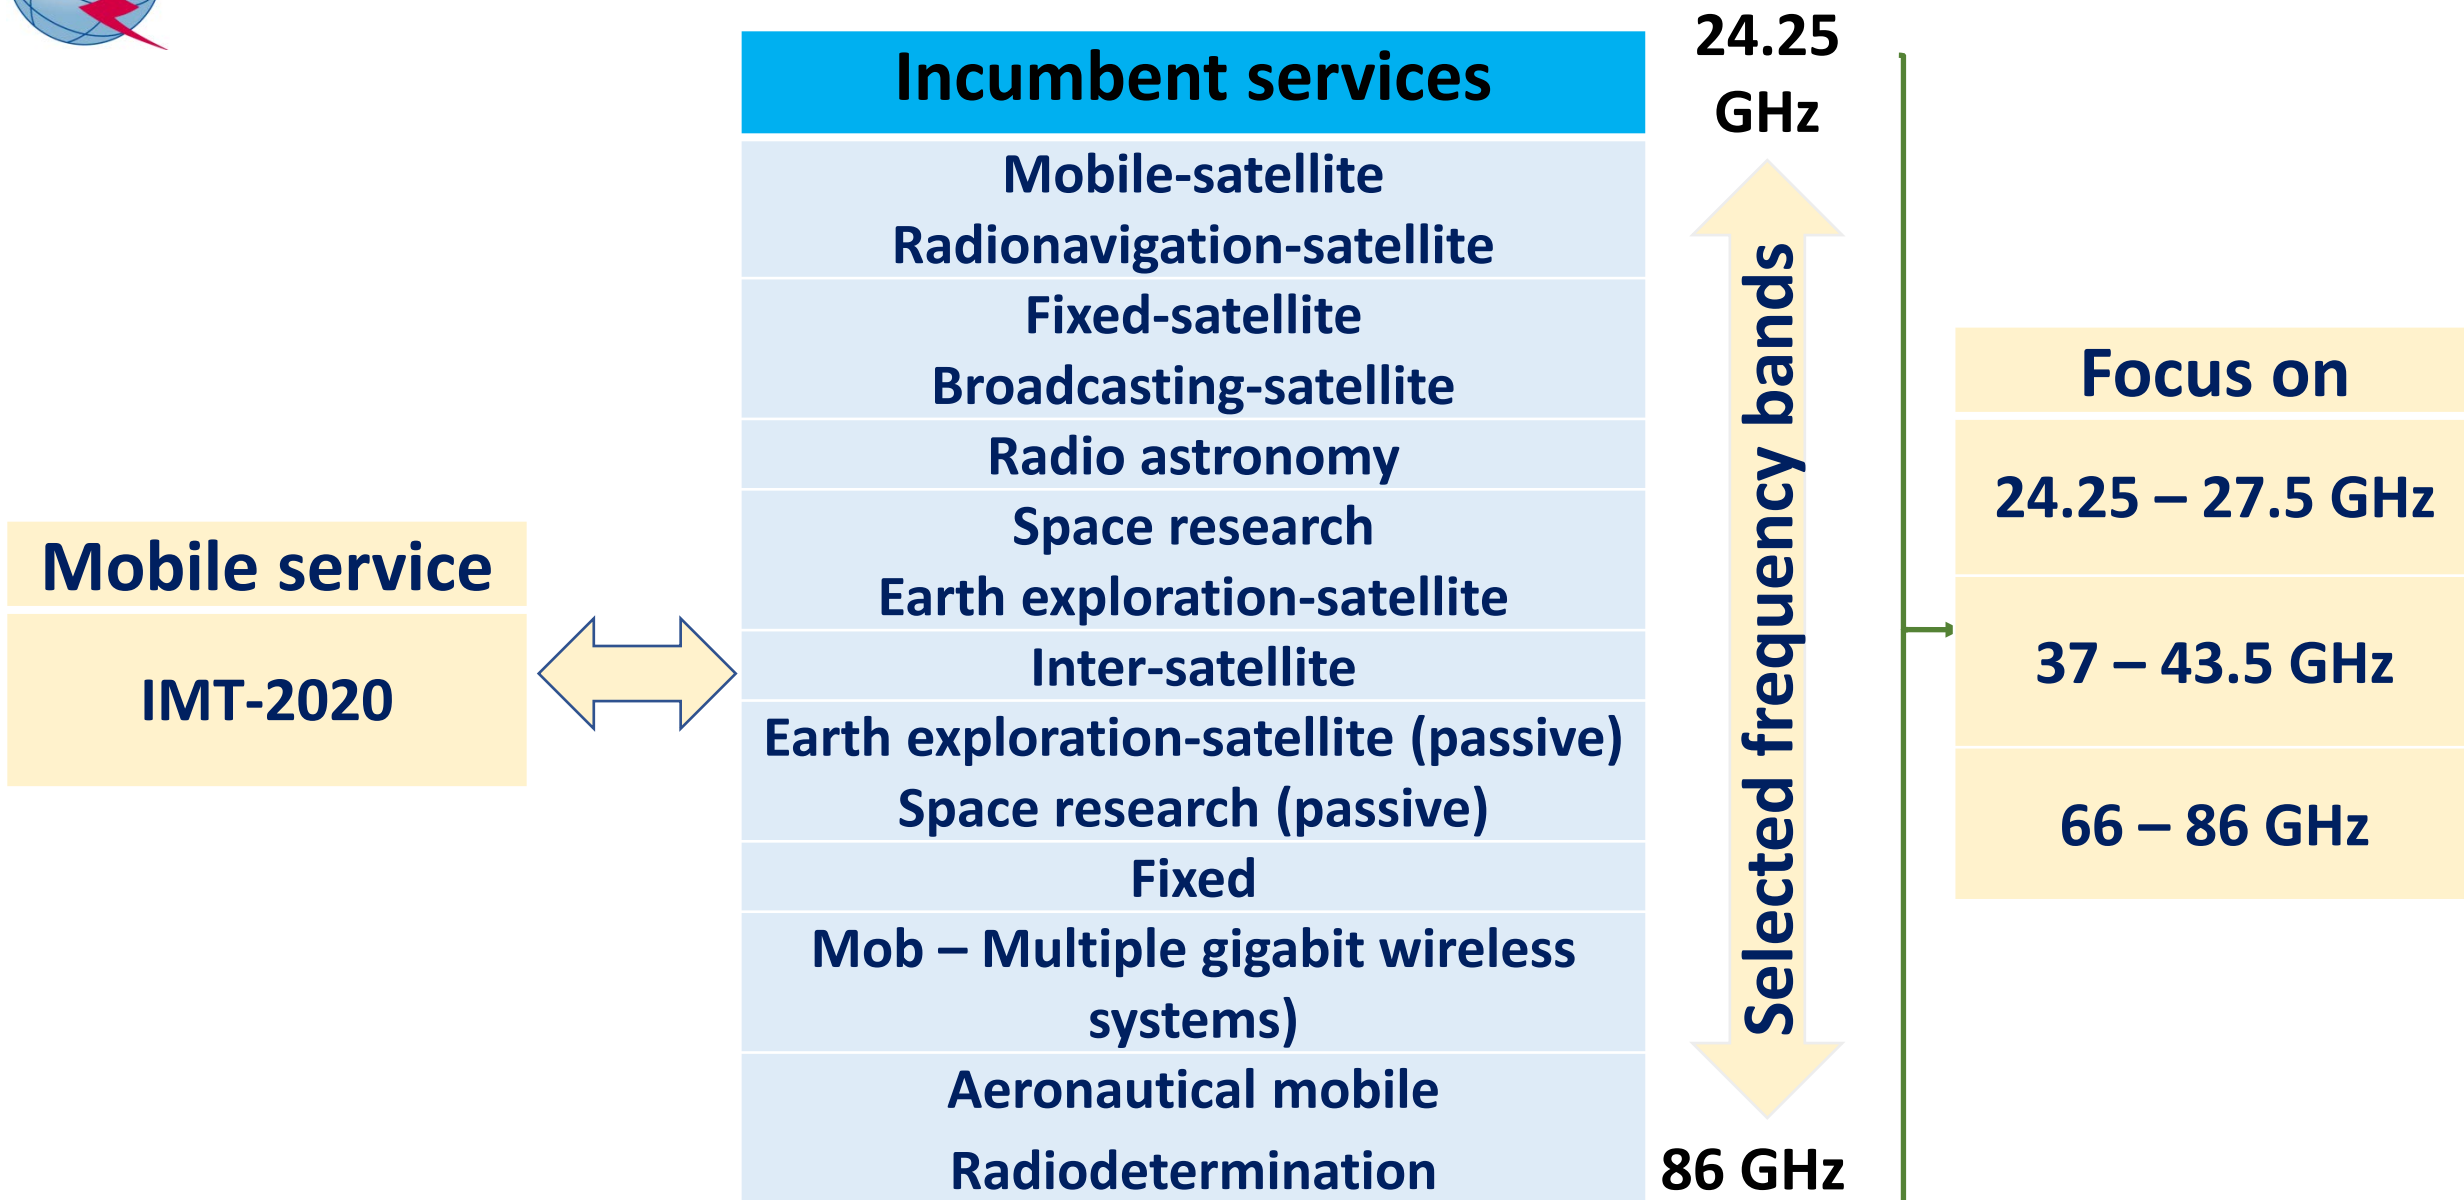 Mobile service
IMT-2020
Incumbent services
Mobile-satellite
Radionavigation-satellite
Fixed-satellite
Broadcasting-satellite
Radio astronomy
Space research
Earth exploration-satellite
Inter-satellite
Earth exploration-satellite (passive)
Space research (passive)
Fixed
Mob – Multiple gigabit wireless
systems)
Aeronautical mobile
Radiodetermination
24.25
GHz
Selected frequency bands
86 GHz
Focus on
24.25 – 27.5 GHz
37 – 43.5 GHz
66 – 86 GHz